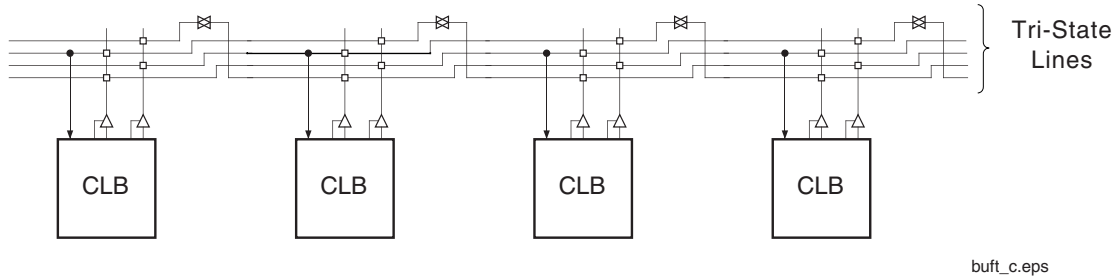 Tri-State
Lines
CLB
CLB
CLB
CLB
buft_c.eps